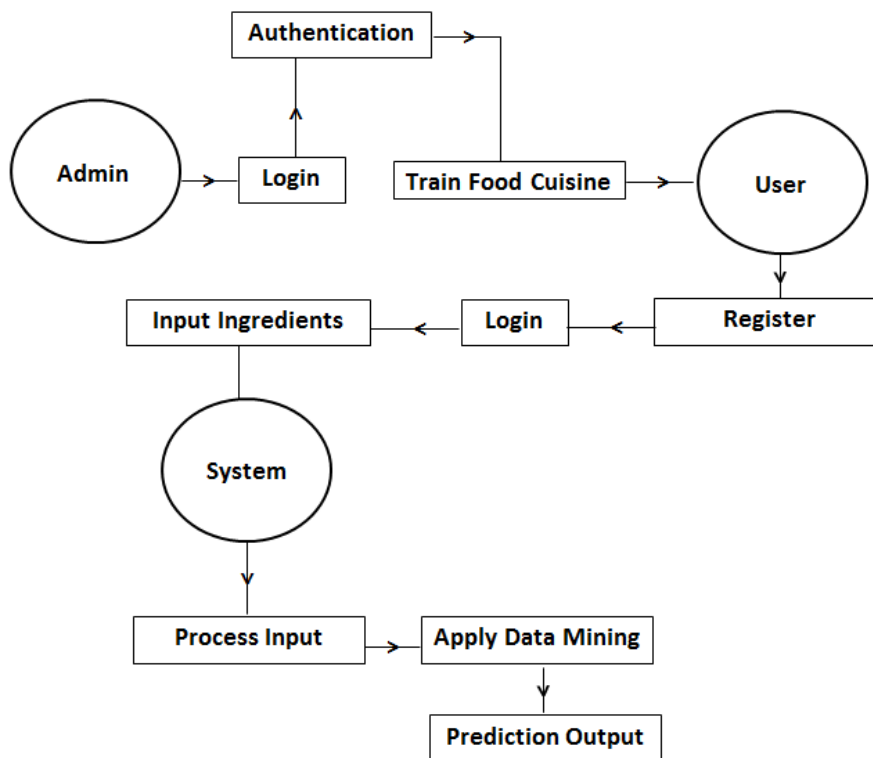 Authentication
Admin
Login
Train Food Cuisine
User
Input Ingredients
Login
Register
System
Process Input
Apply Data Mining
Prediction Output